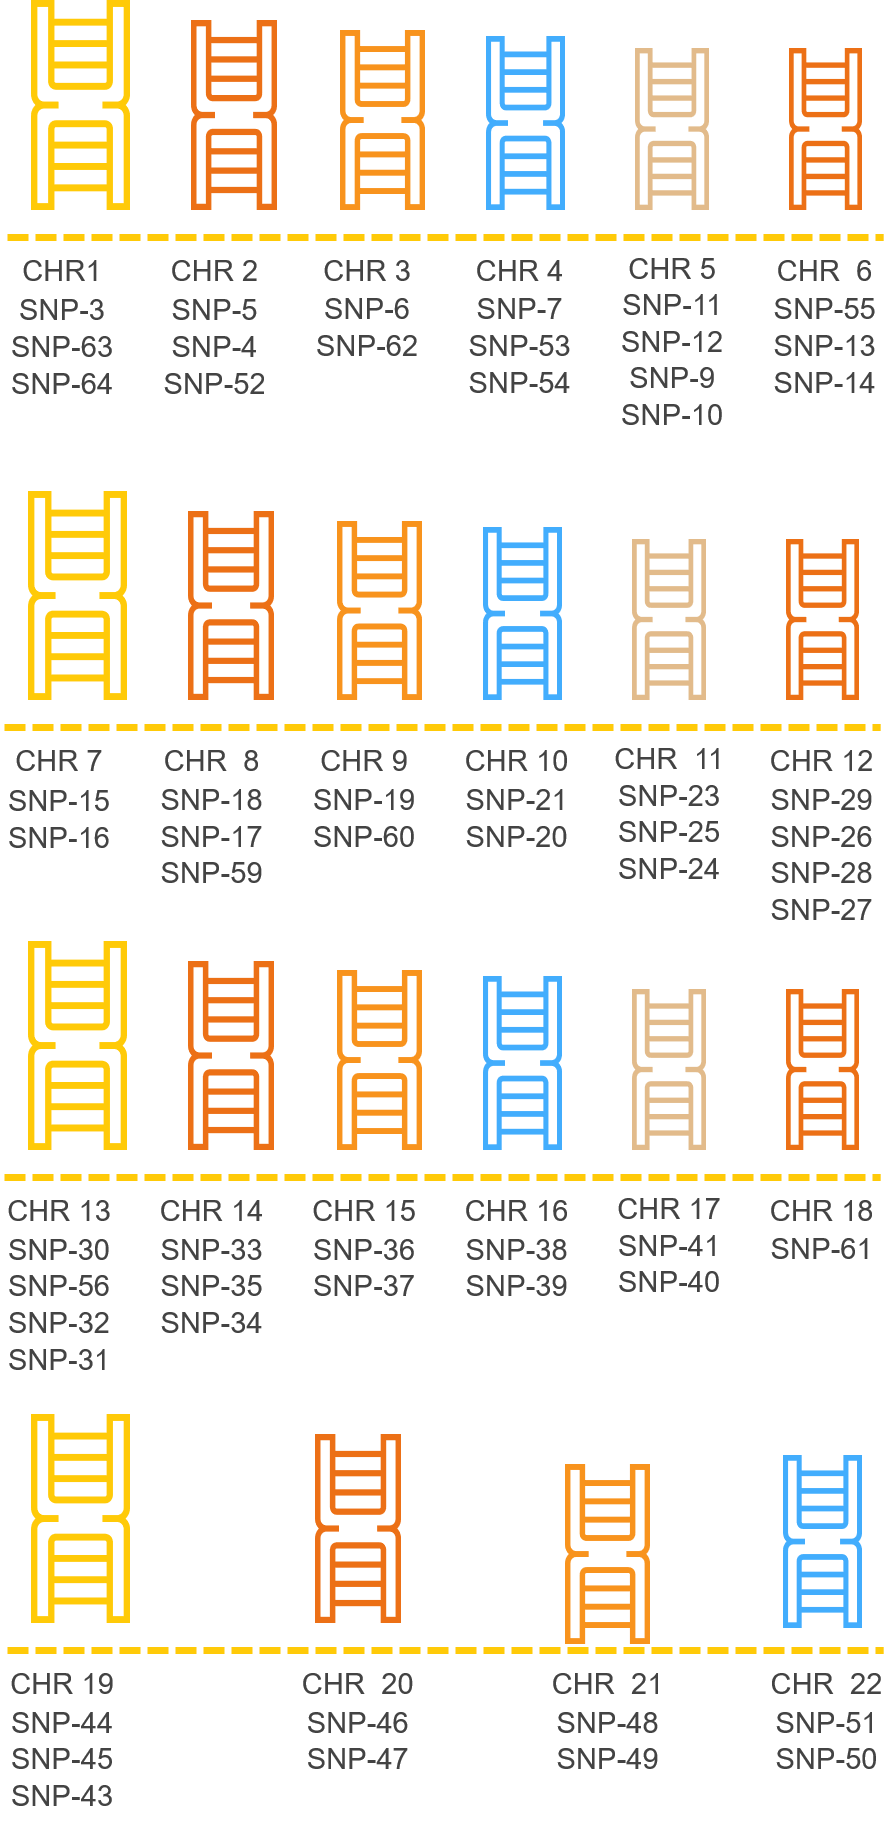 CHR1
SNP-3
SNP-63
SNP-64
CHR 2
SNP-5
SNP-4
SNP-52
CHR 3
SNP-6
SNP-62
CHR 4
SNP-7
SNP-53
SNP-54
CHR 5
SNP-11
SNP-12
SNP-9
SNP-10
CHR 6
SNP-55
SNP-13
SNP-14
CHR 7
SNP-15
SNP-16
CHR 8
SNP-18
SNP-17
SNP-59
CHR 9
SNP-19
SNP-60
CHR 10
SNP-21
SNP-20
CHR 11
SNP-23
SNP-25
SNP-24
CHR 12
SNP-29
SNP-26
SNP-28
SNP-27
CHR 13
SNP-30
SNP-56
SNP-32
SNP-31
CHR 14
SNP-33
SNP-35
SNP-34
CHR 15
SNP-36
SNP-37
CHR 16
SNP-38
SNP-39
CHR 17
SNP-41
SNP-40
CHR 18
SNP-61
CHR 19
SNP-44
SNP-45
SNP-43
CHR 20
SNP-46
SNP-47
CHR 21
SNP-48
SNP-49
CHR 22
SNP-51
SNP-50